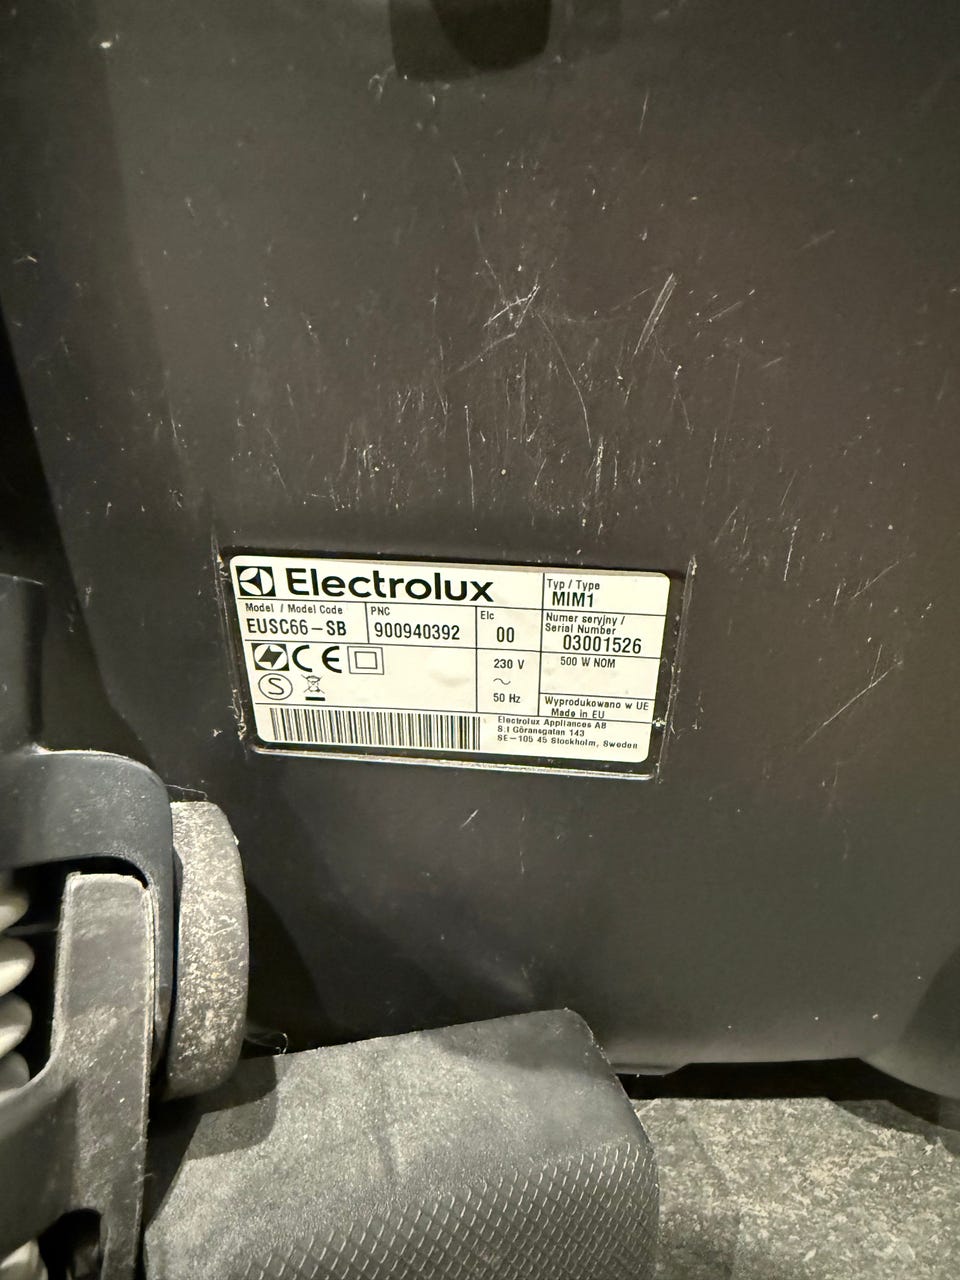 Electrolux
Typ / Type
MIM1
Model / Model Code
EUSC66-SB
PNC
900940392
Elc
00
Numer seryjny /
Serial Number
03001526
CE
S
230 V
~
50 Hz
500 W NOM
Wyprodukowano w UE
Made in EU
Electrolux Appliances AB
S:t Göransgatan 143
SE-105 45 Stockholm, Sweden